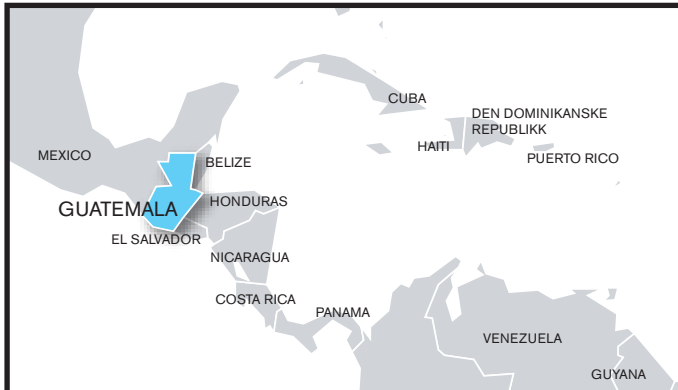 CUBA
DEN DOMINIKANSKE
REPUBLIKK
HAITI
PUERTO RICO
MEXICO
BELIZE
GUATEMALA
HONDURAS
EL SALVADOR
NICARAGUA
COSTA RICA
PANAMA
VENEZUELA
GUYANA